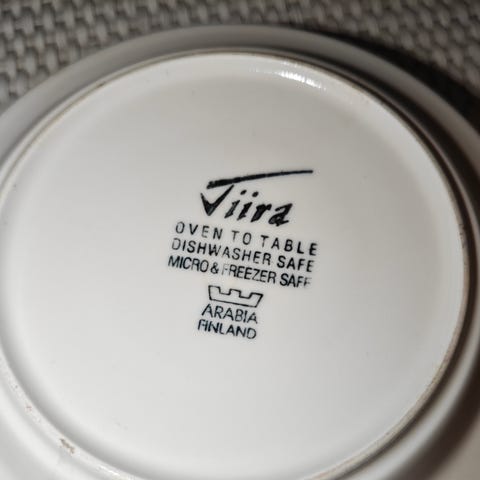 Tiira
OVEN TO TABLE
DISHWASHER SAFE
MICRO & FREEZER SAFE
ARABIA
FINLAND